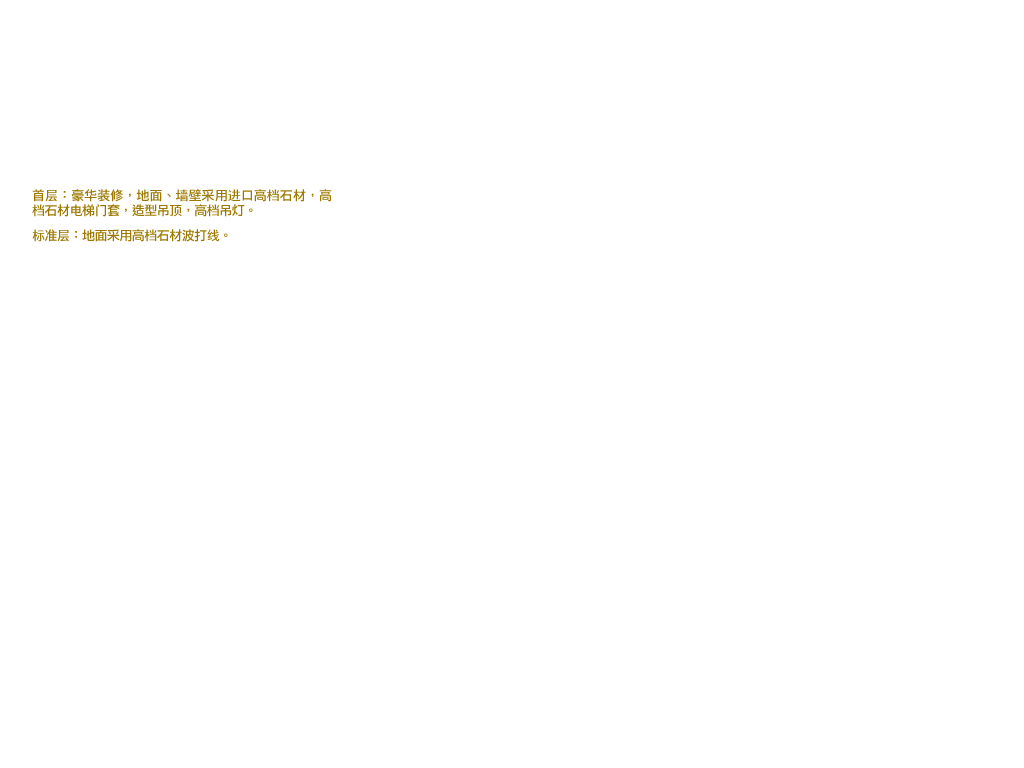 首层：豪华装修，地面、墙壁采用进口高档石材，高
档石材电梯门套，造型吊顶，高档吊灯。
标准层：地面采用高档石材波打线。